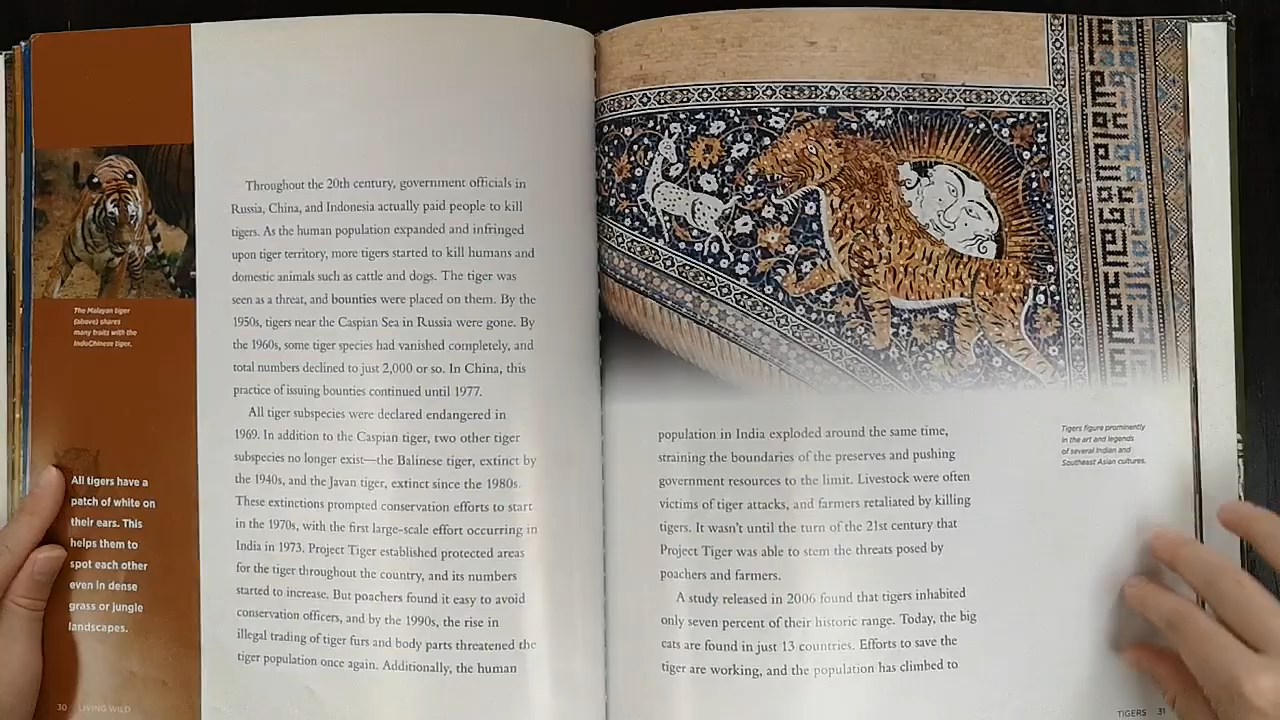 The Malayan tiger
(above) shares
many traits with the
IndoChinese tiger.
All tigers have a
patch of white on
their ears. This
helps them to
spot each other
even in dense
grass or jungle
landscapes.
30 LIVING WILD
Throughout the 20th century, government officials in
Russia, China, and Indonesia actually paid people to kill
tigers. As the human population expanded and infringed
upon tiger territory, more tigers started to kill humans and
domestic animals such as cattle and dogs. The tiger was
seen as a threat, and bounties were placed on them. By the
1950s, tigers near the Caspian Sea in Russia were gone. By
the 1960s, some tiger species had vanished completely, and
total numbers declined to just 2,000 or so. In China, this
practice of issuing bounties continued until 1977.
All tiger subspecies were declared endangered in
1969. In addition to the Caspian tiger, two other tiger
subspecies no longer exist—the Balinese tiger, extinct by
the 1940s, and the Javan tiger, extinct since the 1980s.
These extinctions prompted conservation efforts to start
in the 1970s, with the first large-scale effort occurring in
India in 1973. Project Tiger established protected areas
for the tiger throughout the country, and its numbers
started to increase. But poachers found it easy to avoid
conservation officers, and by the 1990s, the rise in
illegal trading of tiger furs and body parts threatened the
tiger population once again. Additionally, the human
population in India exploded around the same time,
straining the boundaries of the preserves and pushing
government resources to the limit. Livestock were often
victims of tiger attacks, and farmers retaliated by killing
tigers. It wasn't until the turn of the 21st century that
Project Tiger was able to stem the threats posed by
poachers and farmers.
A study released in 2006 found that tigers inhabited
only seven percent of their historic range. Today, the big
cats are found in just 13 countries. Efforts to save the
tiger are working, and the population has climbed to
Tigers figure prominently
in the art and legends
of several Indian and
Southeast Asian cultures.
TIGERS 31